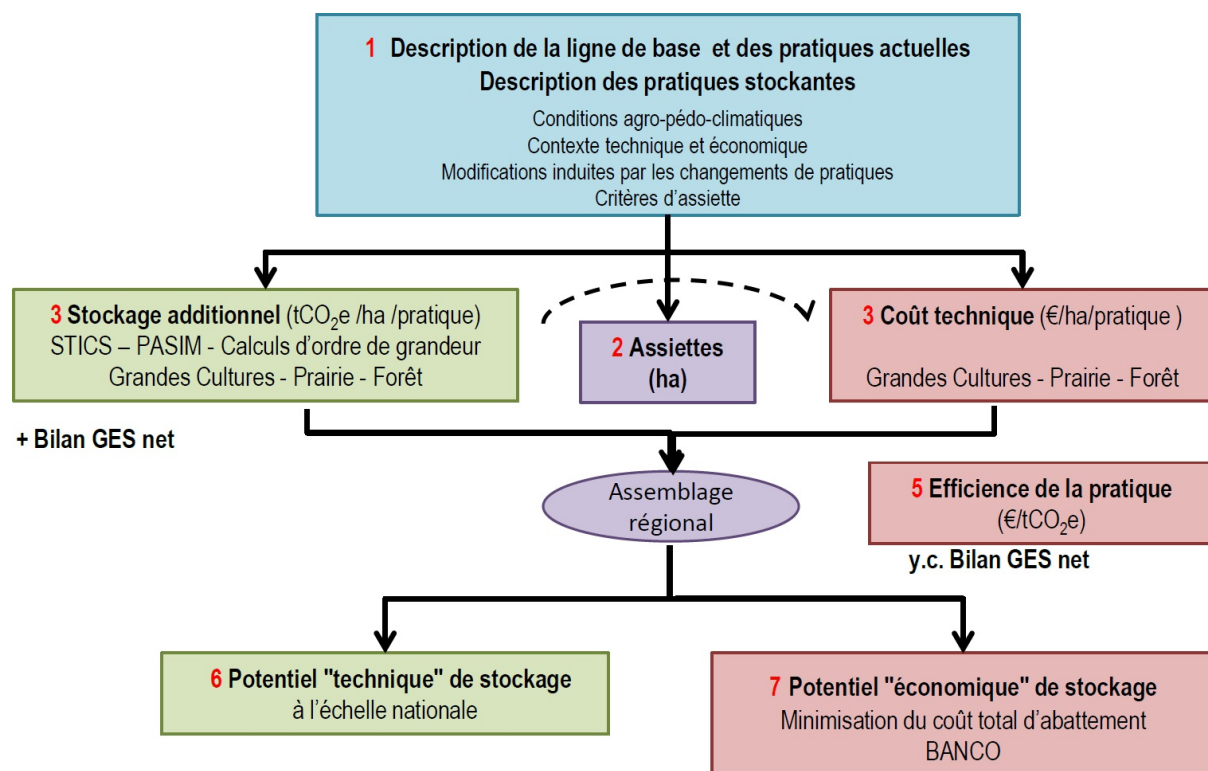 1 Description de la ligne de base et des pratiques actuelles
Description des pratiques stockantes
Conditions agro-pédo-climatiques
Contexte technique et économique
Modifications induites par les changements de pratiques
Critères d'assiette
3 Stockage additionnel (tCO₂e /ha /pratique)
STICS – PASIM - Calculs d'ordre de grandeur
Grandes Cultures - Prairie - Forêt
2 Assiettes
(ha)
3 Coût technique (€/ha/pratique )
Grandes Cultures - Prairie - Forêt
+ Bilan GES net
Assemblage
régional
5 Efficience de la pratique
(€/tCO₂e)
y.c. Bilan GES net
6 Potentiel "technique" de stockage
à l'échelle nationale
7 Potentiel "économique" de stockage
Minimisation du coût total d'abattement
BANCO